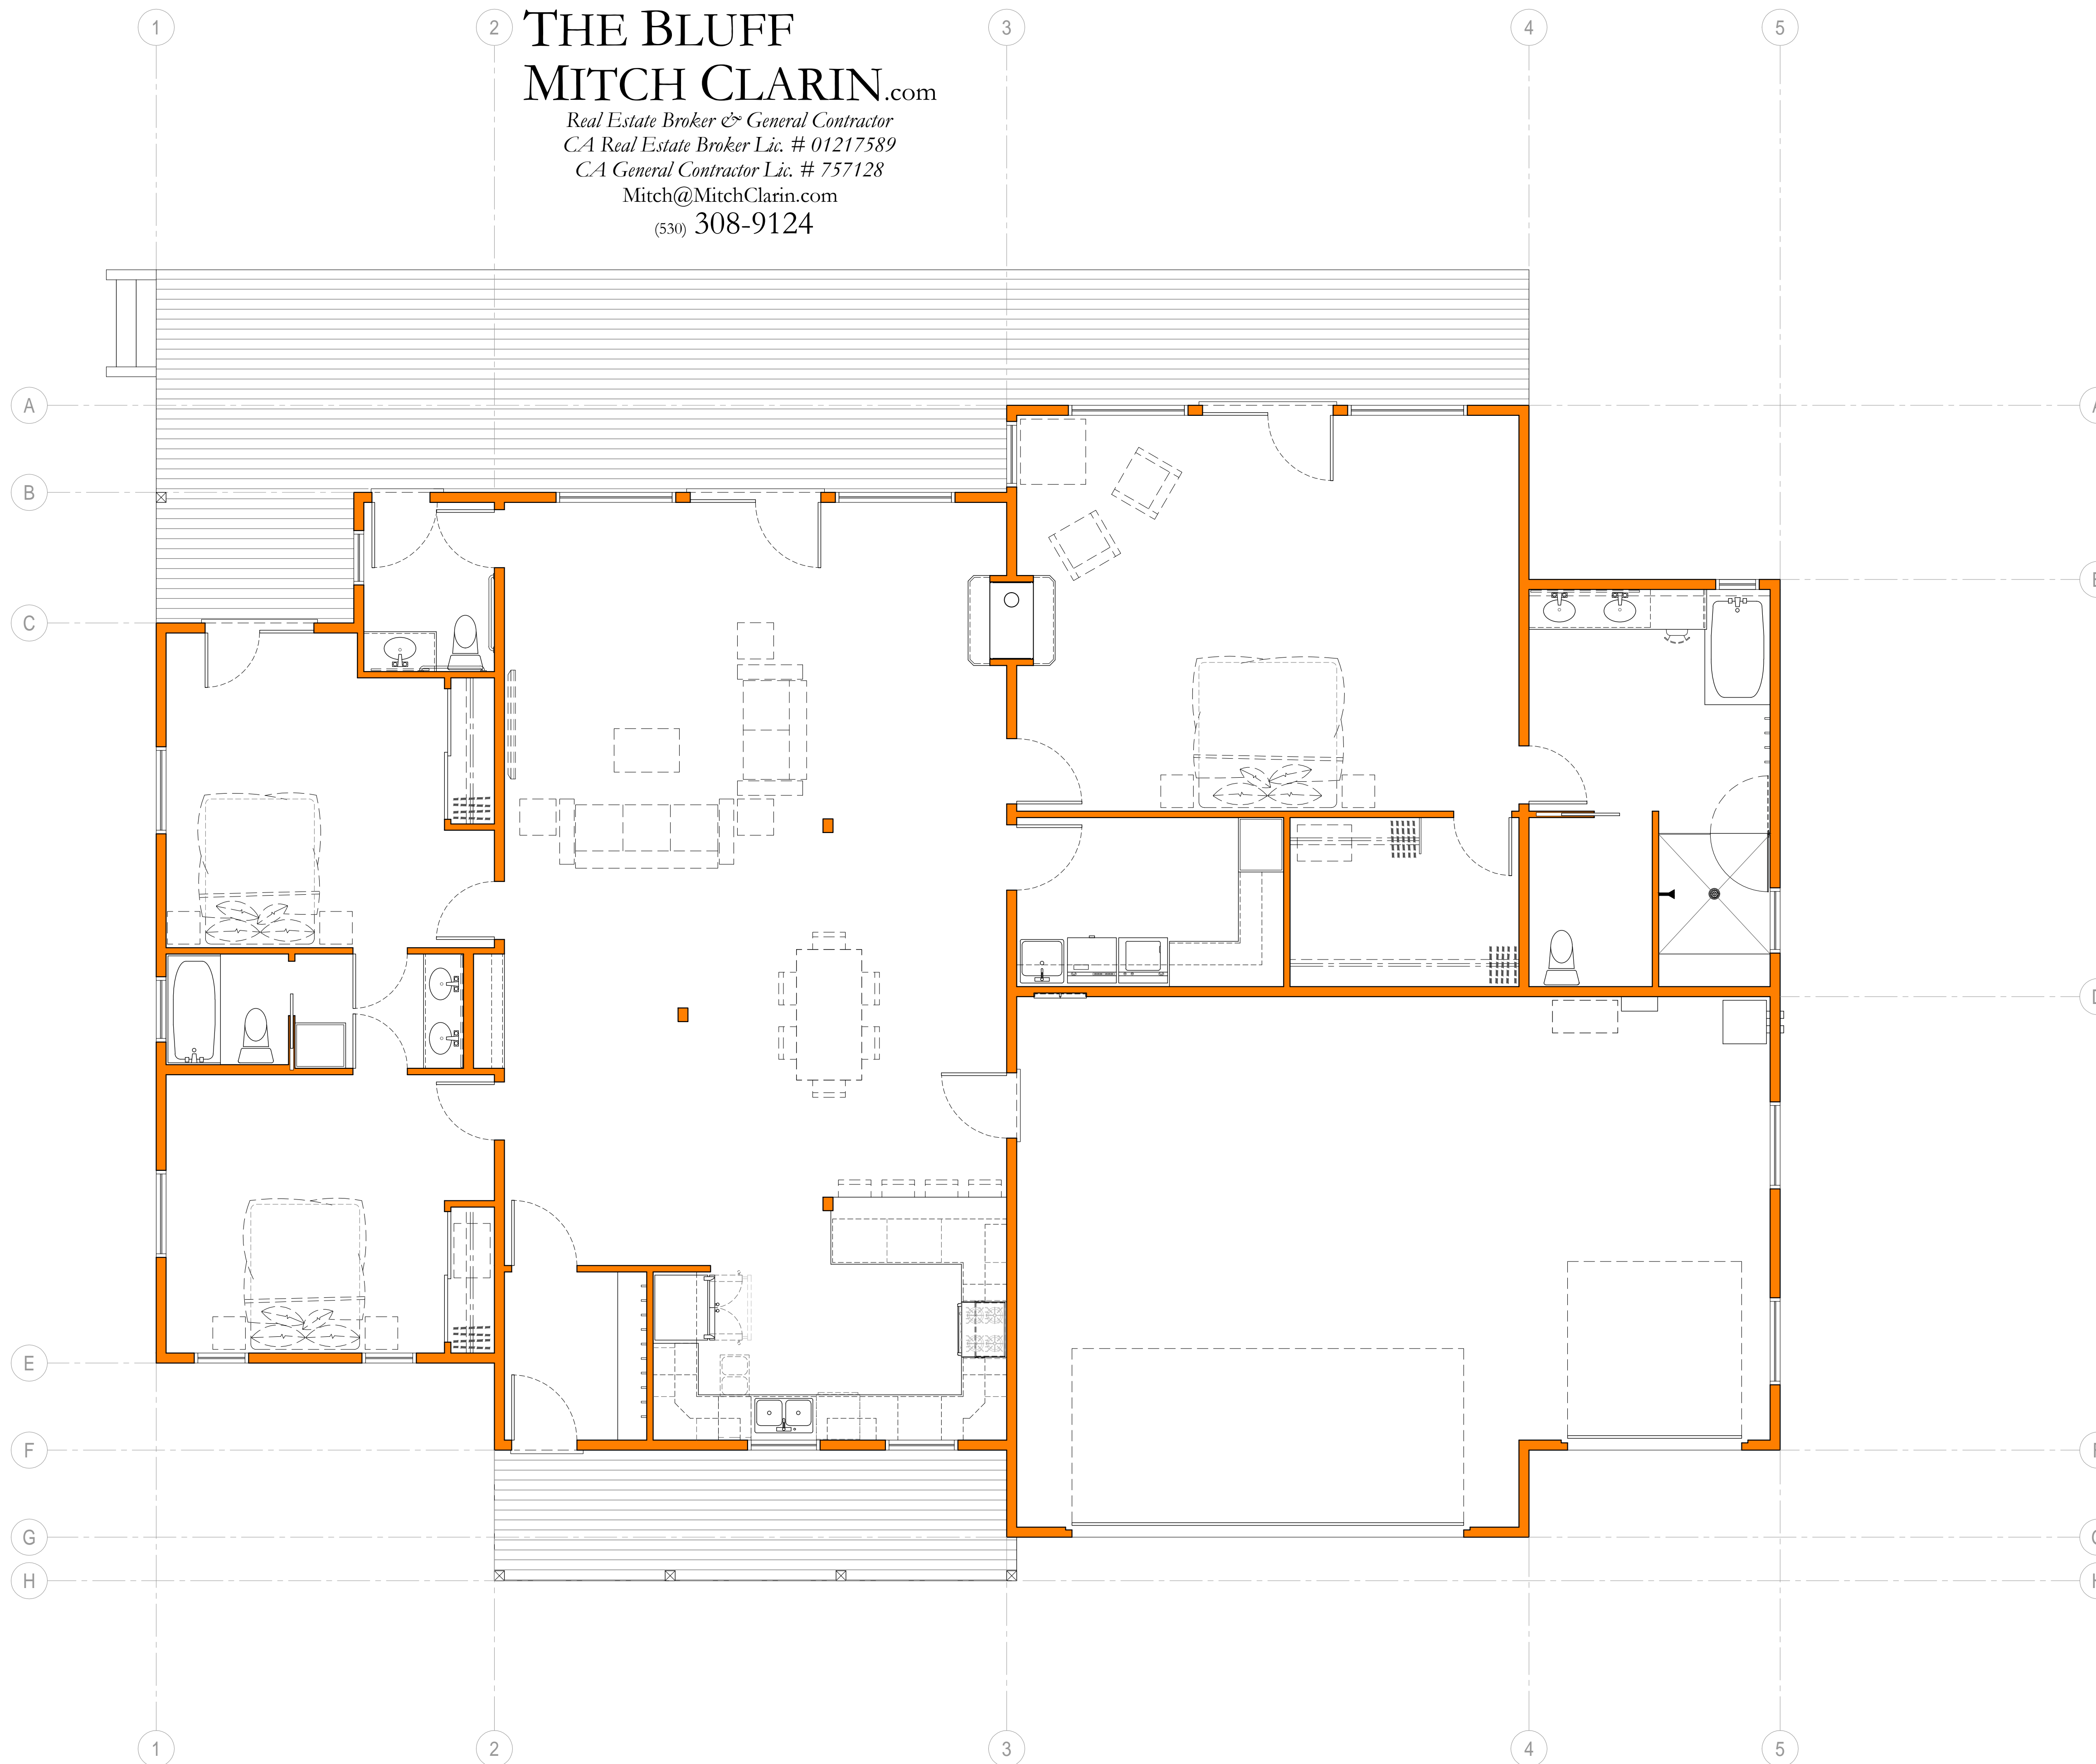 1 2 3 4 5
THE BLUFF
MITCH CLARIN.com
Real Estate Broker & General Contractor
CA Real Estate Broker Lic. # 01217589
CA General Contractor Lic. # 757128
Mitch@MitchClarin.com
(530) 308-9124
A
B
C
D
E
F
G
H
1 2 3 4 5